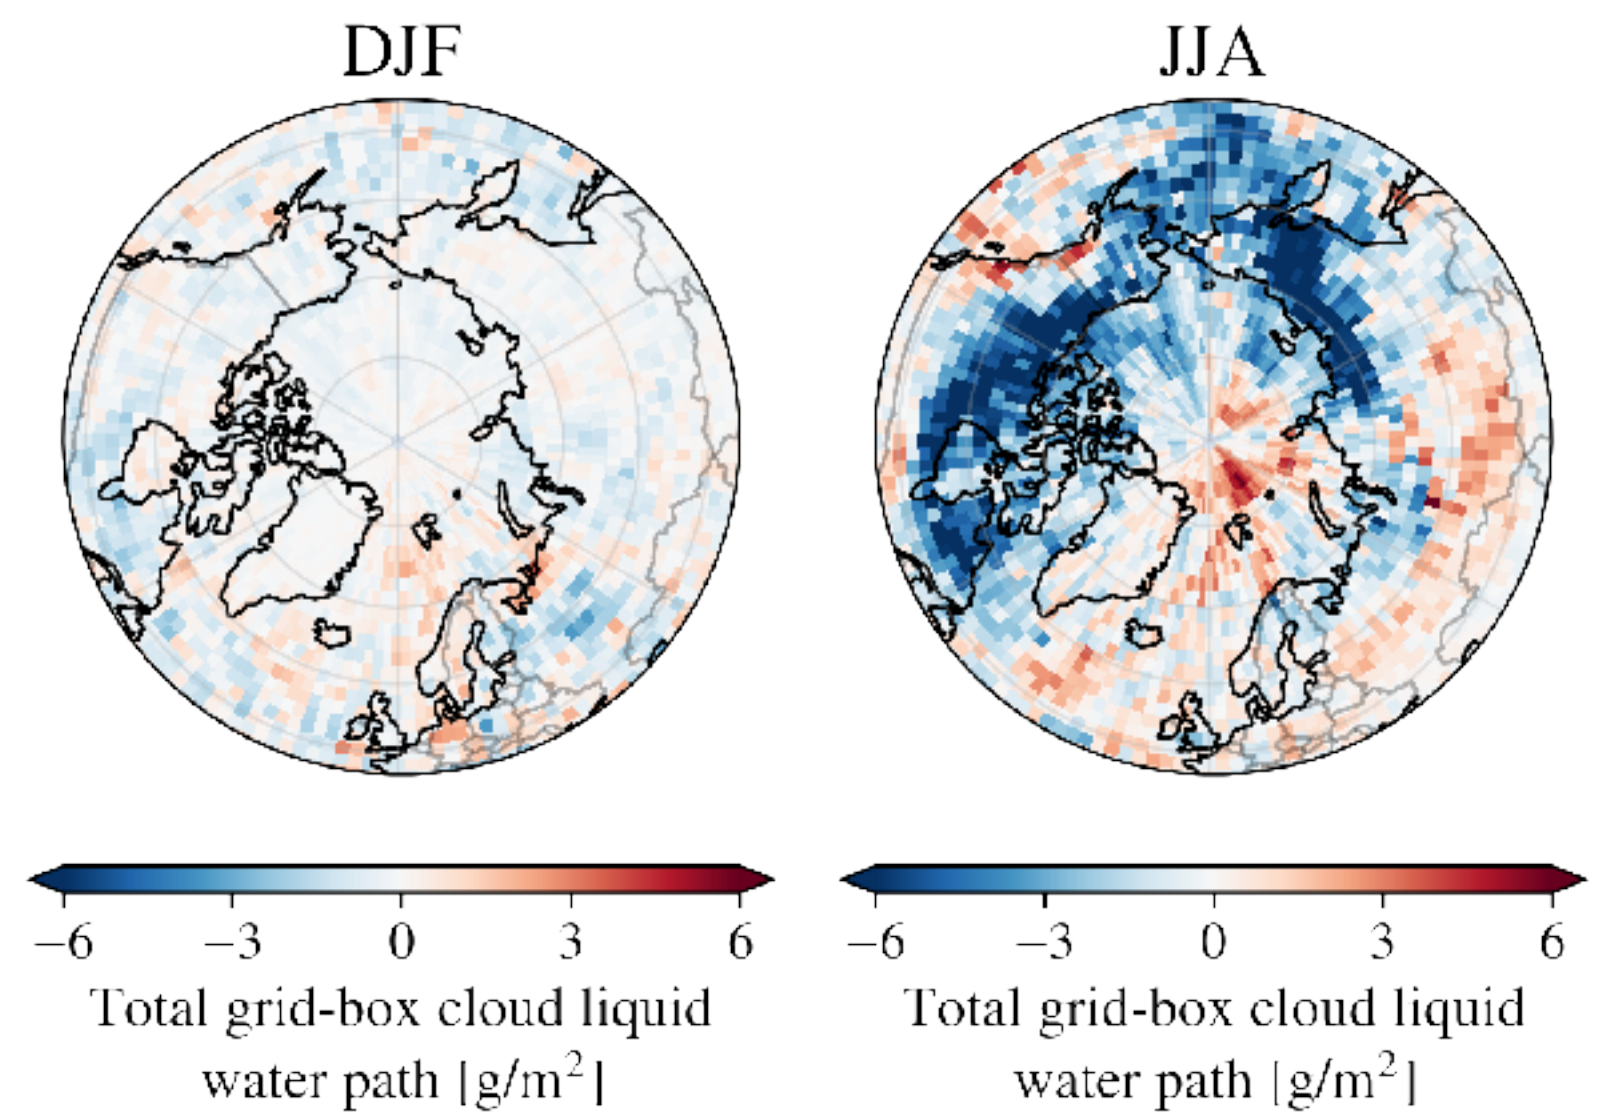 DJF
JJA
−6 −3 0 3 6
−6 −3 0 3 6
Total grid-box cloud liquid
water path [g/m²]
Total grid-box cloud liquid
water path [g/m²]